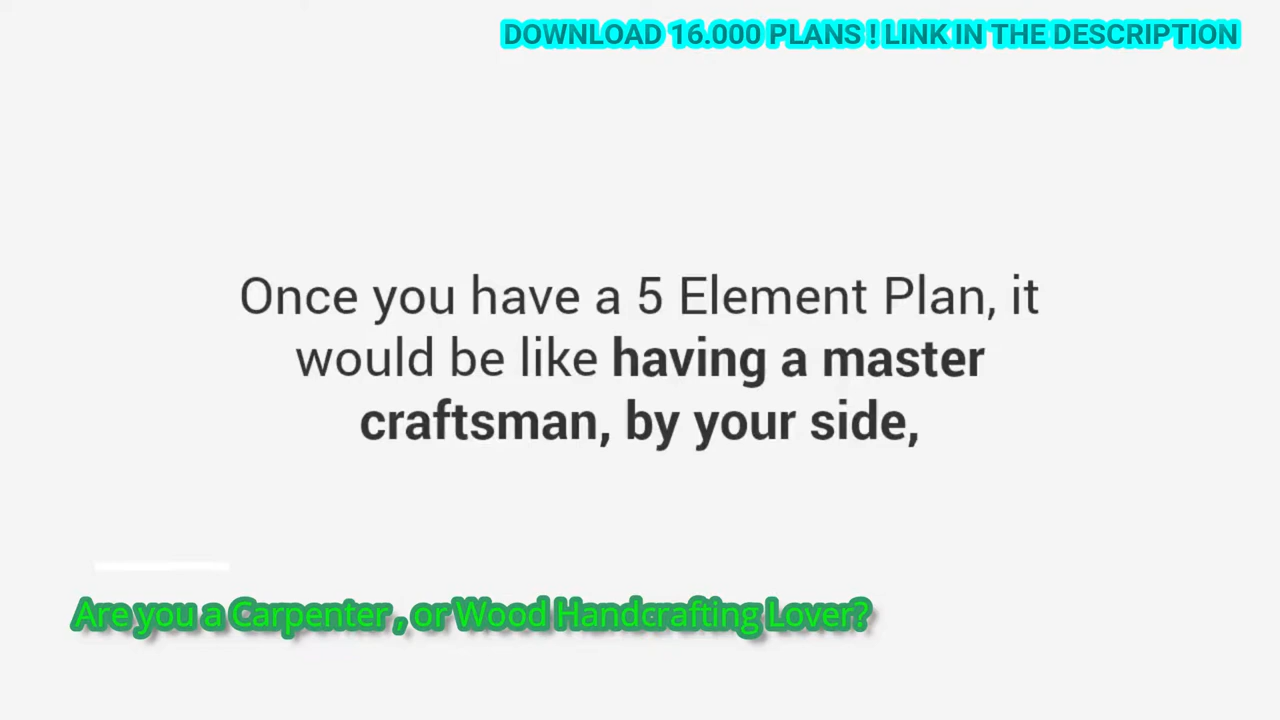 DOWNLOAD 16.000 PLANS ! LINK IN THE DESCRIPTION
Once you have a 5 Element Plan, it
would be like having a master
craftsman, by your side,
Are you a Carpenter , or Wood Handcrafting Lover?